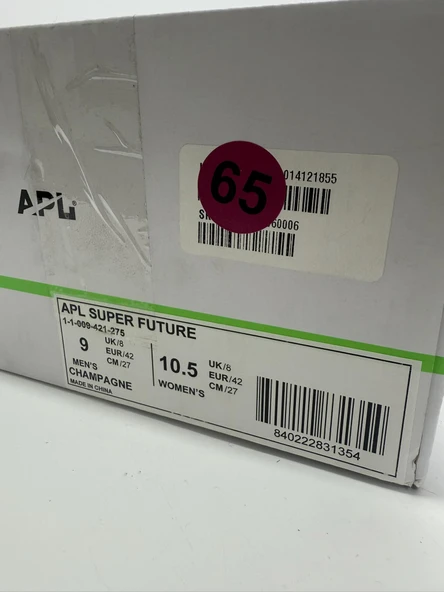 014121855
65
60006
APL
APL SUPER FUTURE
1-1-009-421-275
9 UK/8
EUR/42
CM/27
MEN'S
10.5 UK/8
EUR/42
CM/27
WOMEN'S
CHAMPAGNE
MADE IN CHINA
840222831354